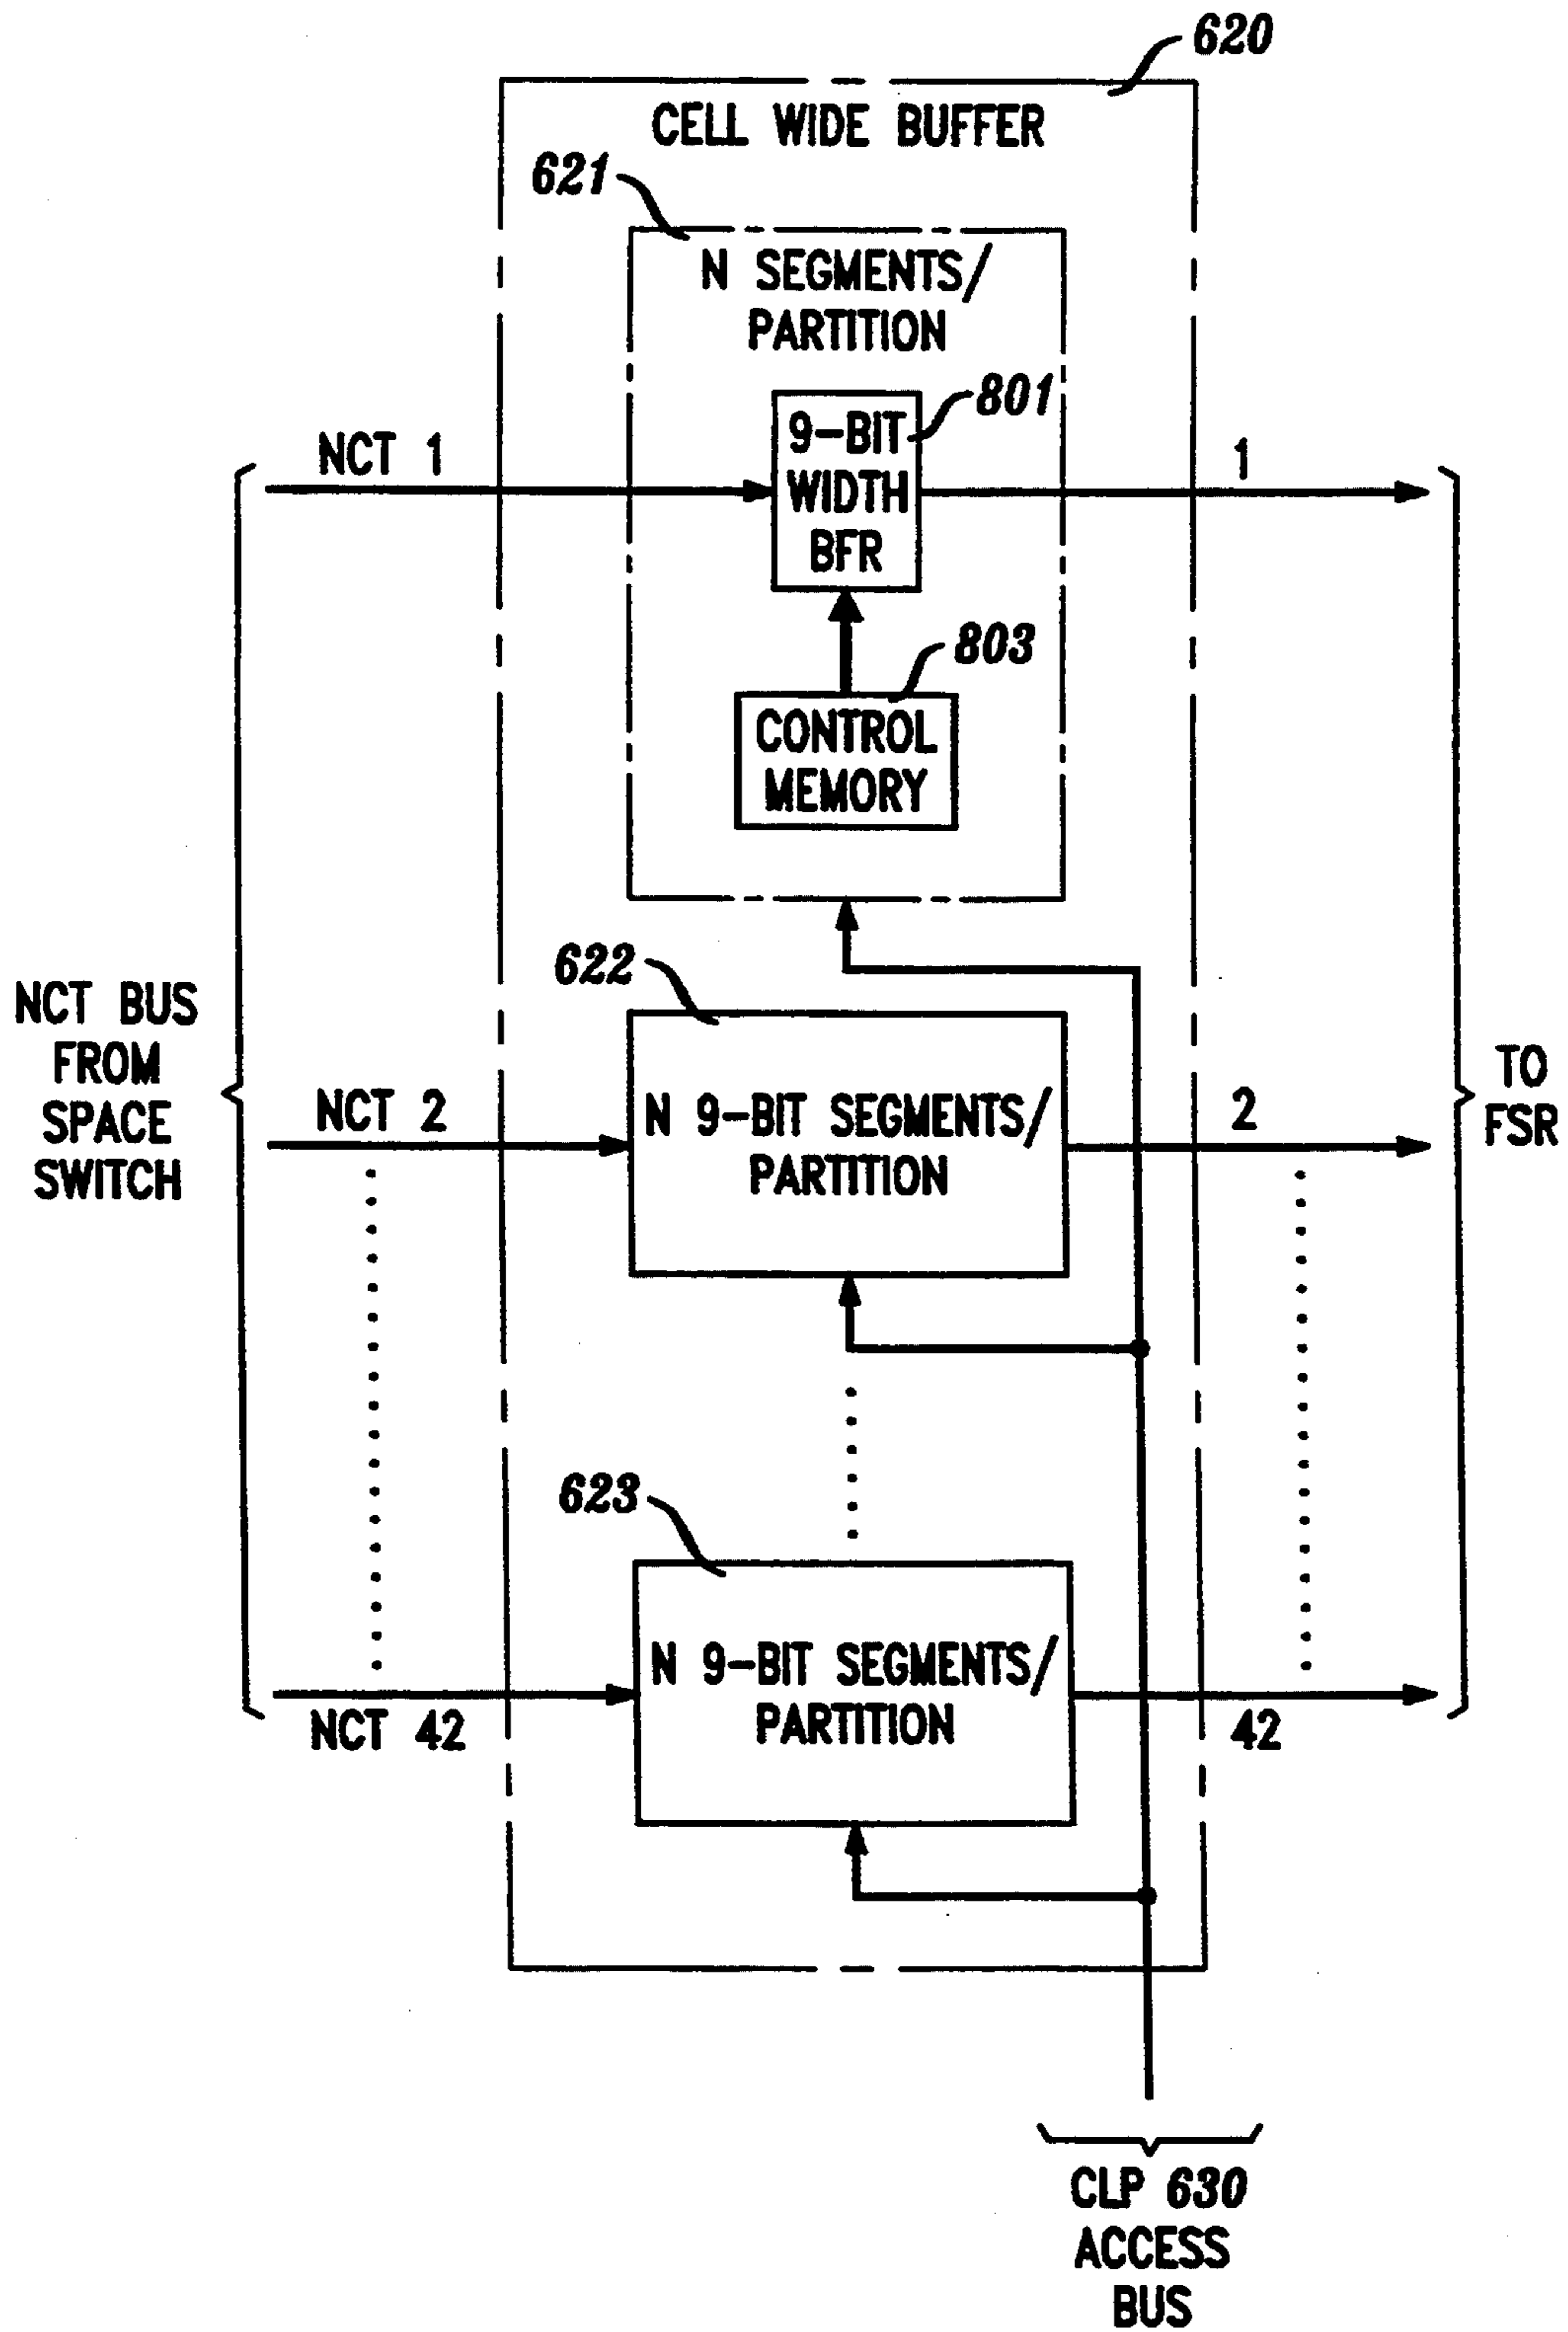 620
CELL WIDE BUFFER
621
N SEGMENTS/
PARTITION
801
9-BIT
WIDTH
BFR
NCT 1
1
803
CONTROL
MEMORY
622
NCT BUS
FROM
SPACE
SWITCH
NCT 2
N 9-BIT SEGMENTS/
PARTITION
2
TO
FSR
623
N 9-BIT SEGMENTS/
PARTITION
NCT 42
42
CLP 630
ACCESS
BUS